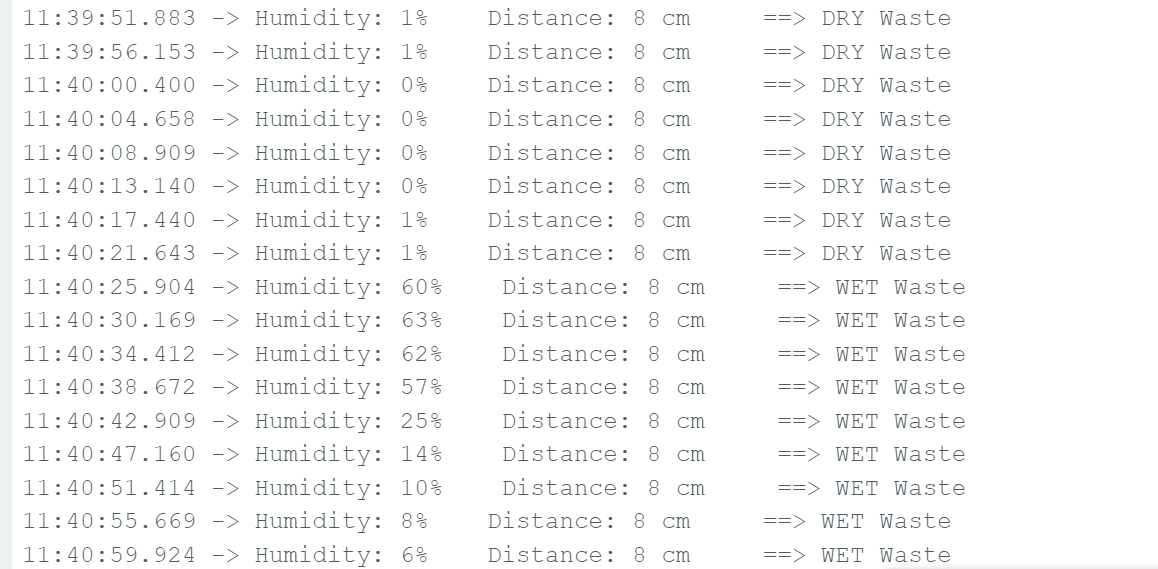 11:39:51.883 -> Humidity: 1%    Distance: 8 cm     ==> DRY Waste
11:39:56.153 -> Humidity: 1%    Distance: 8 cm     ==> DRY Waste
11:40:00.400 -> Humidity: 0%    Distance: 8 cm     ==> DRY Waste
11:40:04.658 -> Humidity: 0%    Distance: 8 cm     ==> DRY Waste
11:40:08.909 -> Humidity: 0%    Distance: 8 cm     ==> DRY Waste
11:40:13.140 -> Humidity: 0%    Distance: 8 cm     ==> DRY Waste
11:40:17.440 -> Humidity: 1%    Distance: 8 cm     ==> DRY Waste
11:40:21.643 -> Humidity: 1%    Distance: 8 cm     ==> DRY Waste
11:40:25.904 -> Humidity: 60%    Distance: 8 cm     ==> WET Waste
11:40:30.169 -> Humidity: 63%    Distance: 8 cm     ==> WET Waste
11:40:34.412 -> Humidity: 62%    Distance: 8 cm     ==> WET Waste
11:40:38.672 -> Humidity: 57%    Distance: 8 cm     ==> WET Waste
11:40:42.909 -> Humidity: 25%    Distance: 8 cm     ==> WET Waste
11:40:47.160 -> Humidity: 14%    Distance: 8 cm     ==> WET Waste
11:40:51.414 -> Humidity: 10%    Distance: 8 cm     ==> WET Waste
11:40:55.669 -> Humidity: 8%    Distance: 8 cm     ==> WET Waste
11:40:59.924 -> Humidity: 6%    Distance: 8 cm     ==> WET Waste